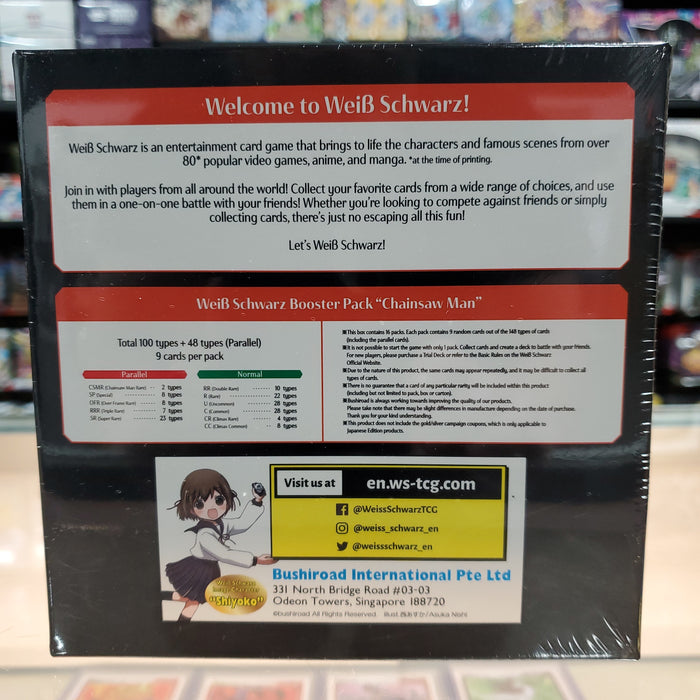 Welcome to Weiß Schwarz!
Weiß Schwarz is an entertainment card game that brings to life the characters and famous scenes from over
80* popular video games, anime, and manga. *at the time of printing.
Join in with players from all around the world! Collect your favorite cards from a wide range of choices, and use
them in a one-on-one battle with your friends! Whether you're looking to compete against friends or simply
collecting cards, there's just no escaping all this fun!
Let's Weiß Schwarz!
Weiß Schwarz Booster Pack "Chainsaw Man"
Total 100 types + 48 types (Parallel)
9 cards per pack
Parallel
CSMR (Chainsaw Man Rare) ... 2 types
SP (Special) ... 8 types
OFR (Over Frame Rare) ... 8 types
RRR (Triple Rare) ... 7 types
SR (Super Rare) ... 23 types
Normal
RR (Double Rare) ... 10 types
R (Rare) ... 22 types
U (Uncommon) ... 28 types
C (Common) ... 28 types
CR (Climax Rare) ... 4 types
CC (Climax Common) ... 8 types
■This box contains 16 packs. Each pack contains 9 random cards out of the 148 types of cards
(including the parallel cards).
■It is not possible to start the game with only 1 pack. Collect cards and create a deck to battle with your friends.
For new players, please purchase a Trial Deck or refer to the Basic Rules on the Weiß Schwarz
Official Website.
■Due to the nature of this product, the same cards may appear repeatedly, and it may be difficult to collect all
types of cards.
■There is no guarantee that a card of any particular rarity will be included within this product
(including but not limited to pack, box or carton).
■Bushiroad is always working towards improving the quality of our products.
Please take note that there may be slight differences in manufacture depending on the date of purchase.
Thank you for your kind understanding.
■This product does not include the gold/silver campaign coupons, which is only applicable to
Japanese Edition products.
Visit us at en.ws-tcg.com
@WeissSchwarzTCG
@weiss_schwarz_en
@weissschwarz_en
Weiß Schwarz
Image Character
"Shiyoko"
Bushiroad International Pte Ltd
331 North Bridge Road #03-03
Odeon Towers, Singapore 188720
©bushiroad All Rights Reserved. illust.西あすか/Asuka Nishi